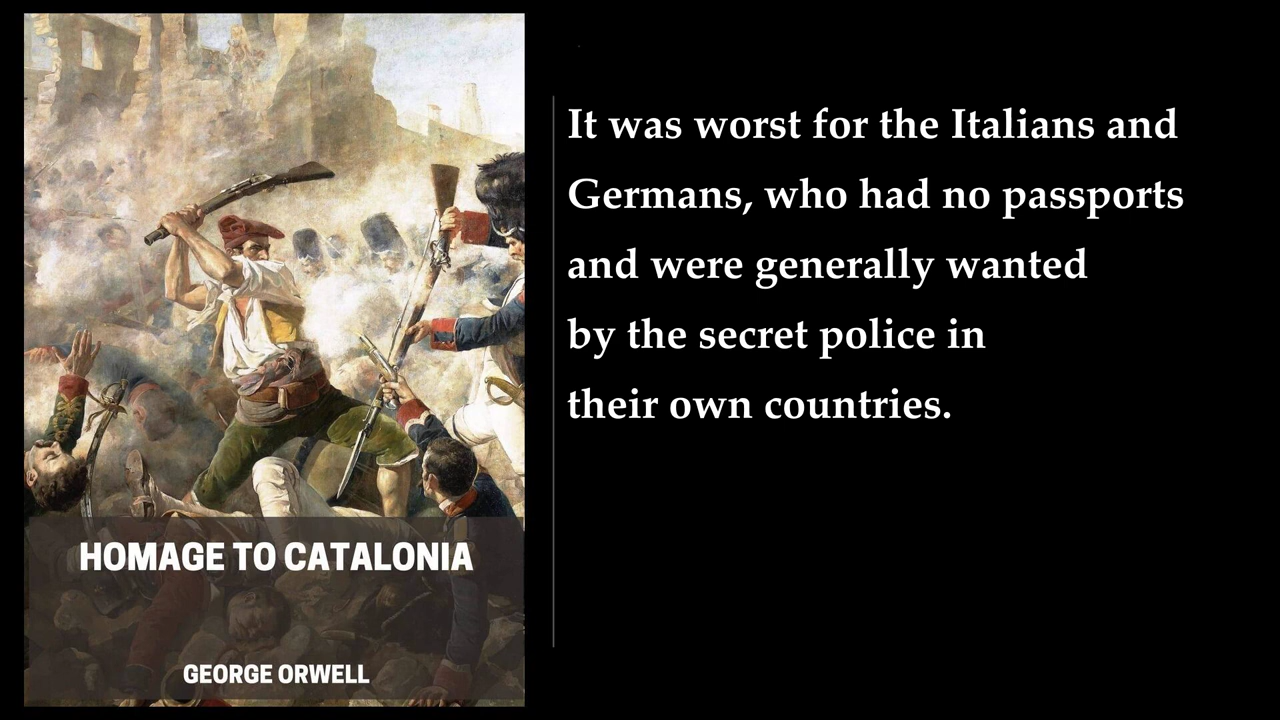 HOMAGE TO CATALONIA
GEORGE ORWELL
It was worst for the Italians and
Germans, who had no passports
and were generally wanted
by the secret police in
their own countries.